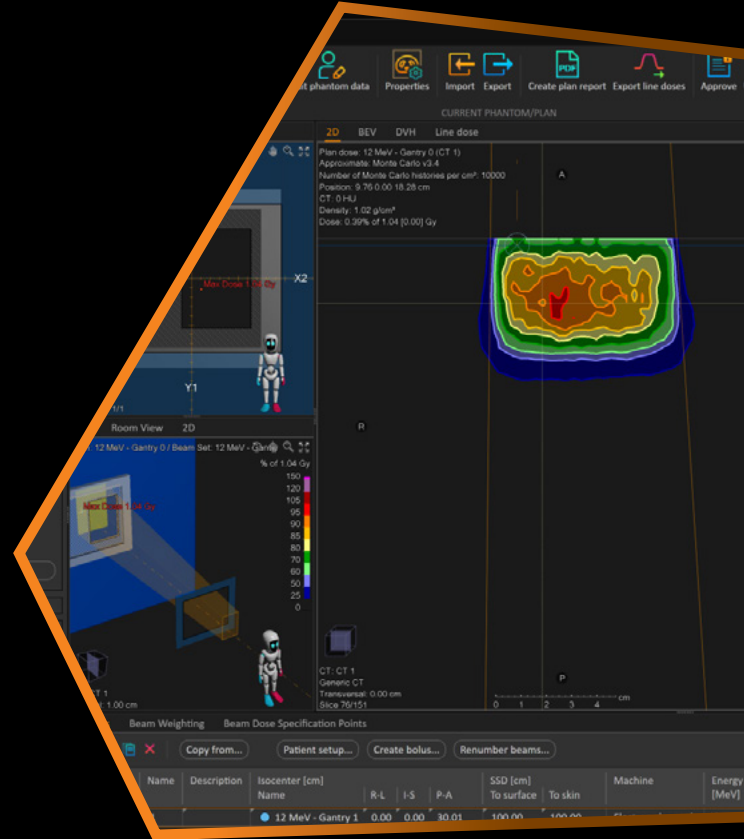 phantom data
Properties
Import
Export
PDF
Create plan report
Export line doses
Approve
CURRENT PHANTOM/PLAN
2D BEV DVH Line dose
Plan dose: 12 MeV - Gantry 0 (CT 1)
Approximate: Monte Carlo v3.4
Number of Monte Carlo histories per cm²: 10000
Position: 9.76 0.00 18.28 cm
CT: 0 HU
Density: 1.02 g/cm³
Dose: 0.39% of 1.04 [0.00] Gy
A
X2
Y1
1/1
R
Room View 2D
12 MeV - Gantry 0 / Beam Set: 12 MeV -
% of 1.04 Gy
150
120
105
95
90
85
80
70
60
50
25
0
Max Dose 1.04 Gy
CT 1
: 1.00 cm
CT: CT 1
Generic CT
Transversal: 0.00 cm
Slice 76/151
P
0 1 2 3 4 cm
Beam Weighting Beam Dose Specification Points
Copy from... Patient setup... Create bolus... Renumber beams...
Name Description Isocenter [cm] SSD [cm] Machine Energy
Name R-L I-S P-A To surface To skin [MeV]
12 MeV - Gantry 1 0.00 0.00 30.01 100.00 100.00